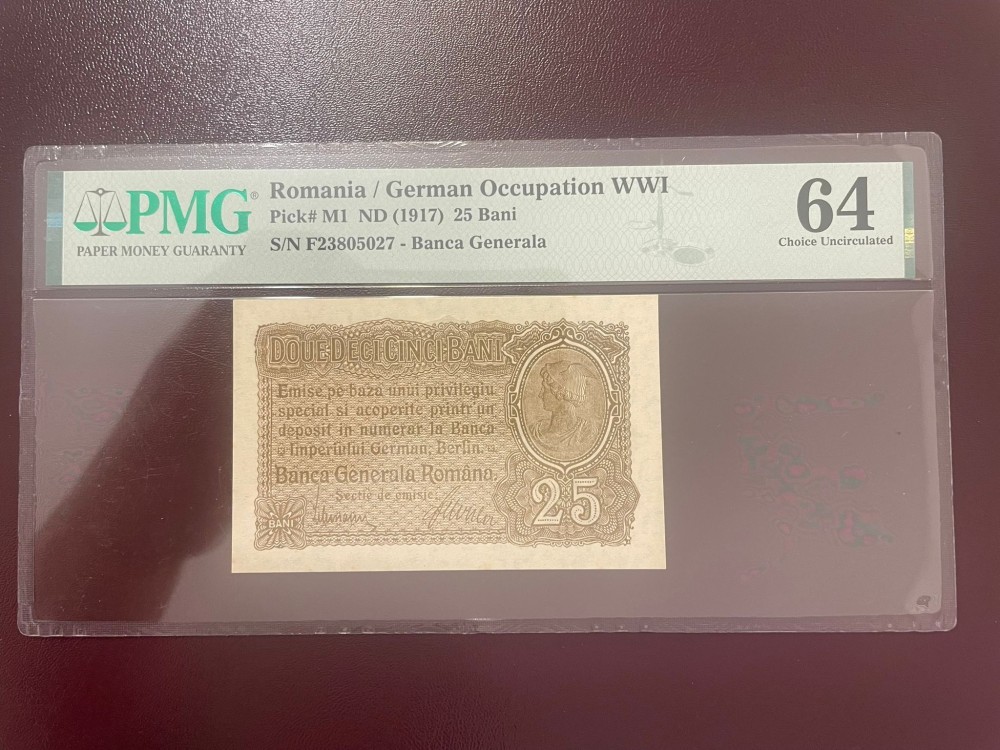 PMG®
PAPER MONEY GUARANTY
Romania / German Occupation WWI
Pick# M1 ND (1917) 25 Bani
S/N F23805027 - Banca Generala
64
Choice Uncirculated
DOUE·DECI·CINCI·BANI
Emise pe baza unui privilegiu
special si acoperite printr'un
deposit in numerar la Banca
Imperiului German, Berlin.
Banca Generala Româna.
Sectie de emisie:
BANI
25